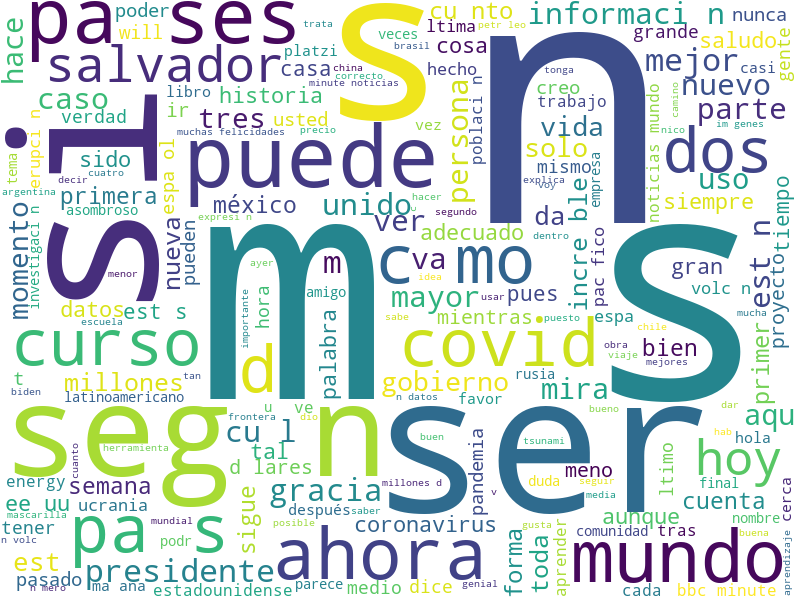 pa ses
poder
will
cu nto
ltima
cosa
informaci n
nunca
grande
saludo
gente
hace
salvador
platzi
veces
trata
brasil
petr leo
china
correcto
minute noticias
casa
hecho
tonga
mejor
casi
nuevo
camino
caso
libro
historia
creo
trabajo
parte
i
verdad
ir
tres
usted
muchas felicidades
precio
vez
poblaci n
persona
s
n
vida
noticias mundo
nico
im genes
tema
erupci n
sido
decir
cuatro
espa ol
puede
explica
voy
solo
mismo
empresa
dos
argentina
primera
asombroso
expresi n
méxico
unido
hacer
segundo
ver
da
uso
siempre
tiempo
momento
investigaci n
s
nueva
pueden
m
m
c mo
va
adecuado
dentro
incre ble
pac fico
gran
volc n
est n
proyecto
menor
ayer
idea
datos
est s
importante
hora
amigo
palabra
mayor
usar
pues
mientras
sabe
puesto
espa
s
chile
mucha
escuela
curso
d
covid
obra
viaje
bien
mejores
primer
t
biden
millones
tan
gobierno
rusia
mira
latinoamericano
u
ve
n datos
favor
bueno
dar
aqu
seg n
frontera
dio
ser
hab
cu l
buen
tsunami
hola
cuanto
herramienta
tal
d lares
pandemia
meno
hoy
energy
semana
gracia
millones d
v
duda
seguir
media
ltimo
final
cuenta
cerca
mascarilla
ee uu
ucrania
sigue
después
saber
tener
mundial
posible
coronavirus
gusta
forma
toda
aunque
comunidad
tras
nombre
n volc
pa s
podr
ahora
aprender
buena
aprendizaje
est
presidente
mundo
pasado
n mero
ma ana
estadounidense
parece
medio
dice
genial
cada
bbc minute